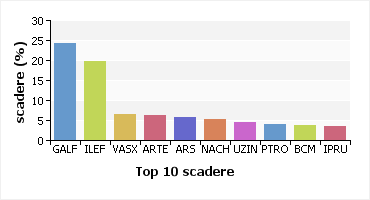 scadere (%)
30
25
20
15
10
5
0
GALF ILEF VASX ARTE ARS NACH UZIN PTRO BCM IPRU
Top 10 scadere